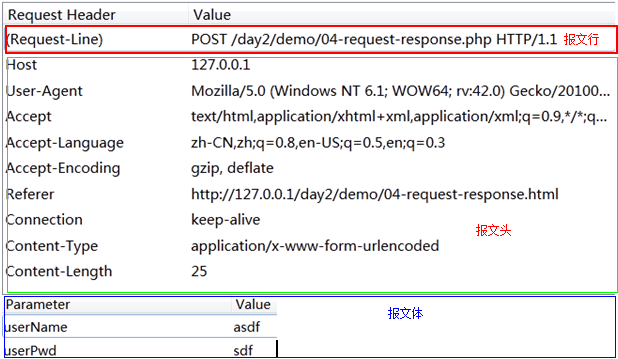 Request Header Value
(Request-Line) POST /day2/demo/04-request-response.php HTTP/1.1 报文行
Host 127.0.0.1
User-Agent Mozilla/5.0 (Windows NT 6.1; WOW64; rv:42.0) Gecko/20100...
Accept text/html,application/xhtml+xml,application/xml;q=0.9,*/*;q...
Accept-Language zh-CN,zh;q=0.8,en-US;q=0.5,en;q=0.3
Accept-Encoding gzip, deflate
Referer http://127.0.0.1/day2/demo/04-request-response.html
Connection keep-alive
报文头
Content-Type application/x-www-form-urlencoded
Content-Length 25
Parameter Value
报文体
userName asdf
userPwd sdf